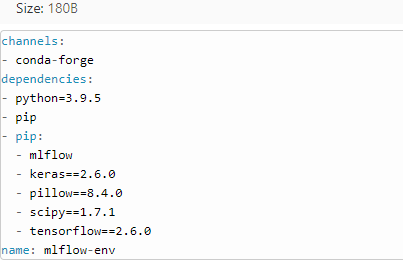 Size: 180B
channels:
- conda-forge
dependencies:
- python=3.9.5
- pip
- pip:
  - mlflow
  - keras==2.6.0
  - pillow==8.4.0
  - scipy==1.7.1
  - tensorflow==2.6.0
name: mlflow-env